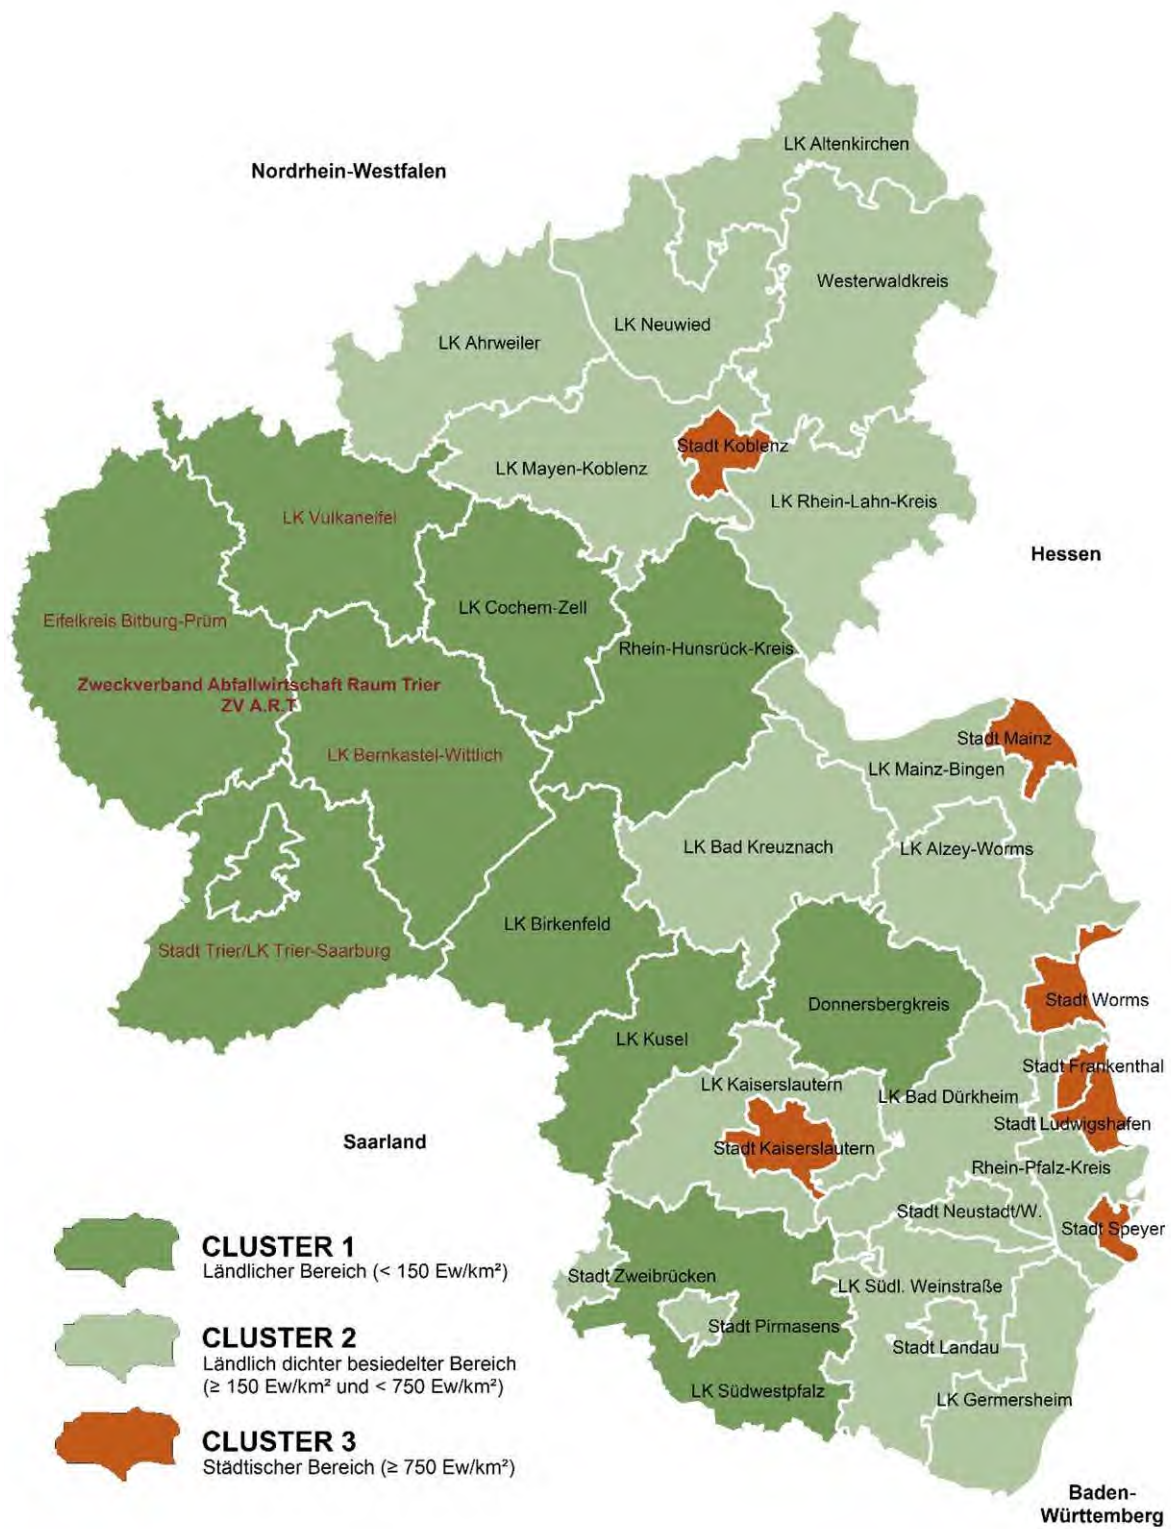 LK Altenkirchen
Nordrhein-Westfalen
Westerwaldkreis
LK Neuwied
LK Ahrweiler
Stadt Koblenz
LK Mayen-Koblenz
LK Rhein-Lahn-Kreis
LK Vulkaneifel
Hessen
LK Cochem-Zell
Eifelkreis Bitburg-Prüm
Rhein-Hunsrück-Kreis
Zweckverband Abfallwirtschaft Raum Trier
ZV A.R.T
Stadt Mainz
LK Bernkastel-Wittlich
LK Mainz-Bingen
LK Bad Kreuznach
LK Alzey-Worms
LK Birkenfeld
Stadt Trier/LK Trier-Saarburg
Stadt Worms
Donnersbergkreis
LK Kusel
Stadt Frankenthal
LK Kaiserslautern
LK Bad Dürkheim
Stadt Ludwigshafen
Saarland
Stadt Kaiserslautern
Rhein-Pfalz-Kreis
Stadt Neustadt/W.
Stadt Speyer
CLUSTER 1
Ländlicher Bereich (< 150 Ew/km²)
Stadt Zweibrücken
LK Südl. Weinstraße
Stadt Pirmasens
Stadt Landau
CLUSTER 2
Ländlich dichter besiedelter Bereich
(≥ 150 Ew/km² und < 750 Ew/km²)
LK Südwestpfalz
LK Germersheim
CLUSTER 3
Städtischer Bereich (≥ 750 Ew/km²)
Baden-
Württemberg